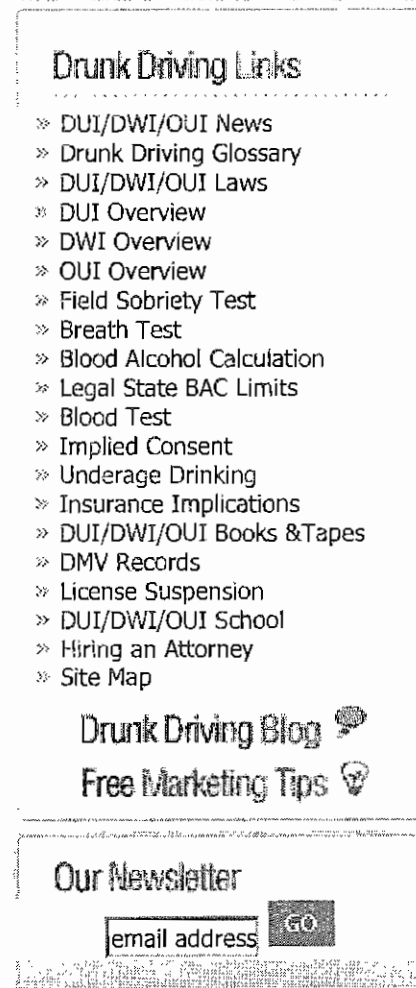 Drunk Driving Links
» DUI/DWI/OUI News
» Drunk Driving Glossary
» DUI/DWI/OUI Laws
» DUI Overview
» DWI Overview
» OUI Overview
» Field Sobriety Test
» Breath Test
» Blood Alcohol Calculation
» Legal State BAC Limits
» Blood Test
» Implied Consent
» Underage Drinking
» Insurance Implications
» DUI/DWI/OUI Books &Tapes
» DMV Records
» License Suspension
» DUI/DWI/OUI School
» Hiring an Attorney
» Site Map
Drunk Driving Blog
Free Marketing Tips
Our Newsletter
email address GO